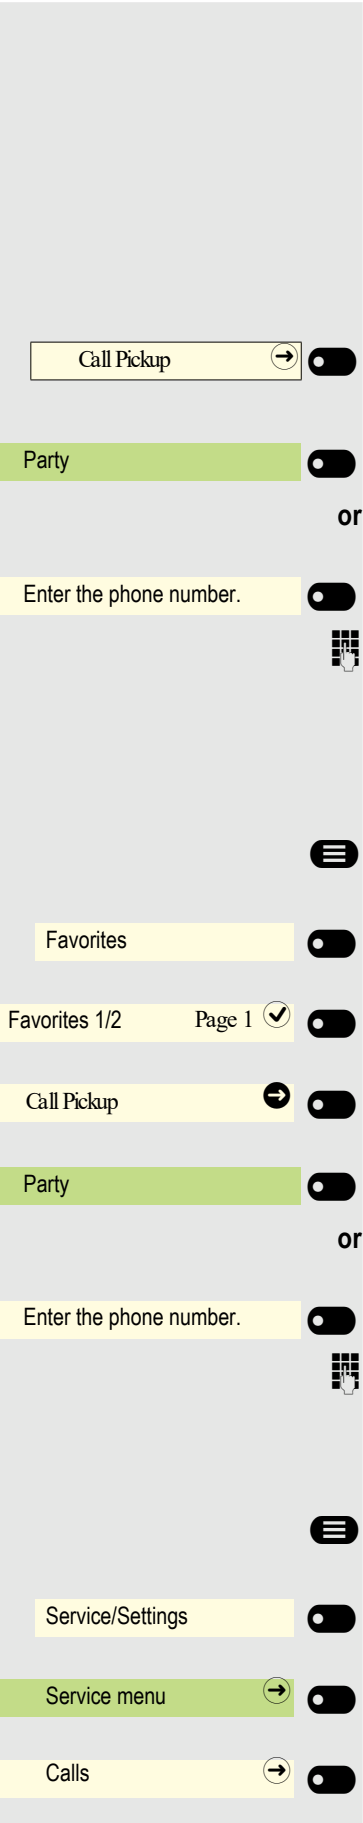 Call Pickup
Party
or
Enter the phone number.
Favorites
Favorites 1/2 Page 1
Call Pickup
Party
or
Enter the phone number.
Service/Settings
Service menu
Calls